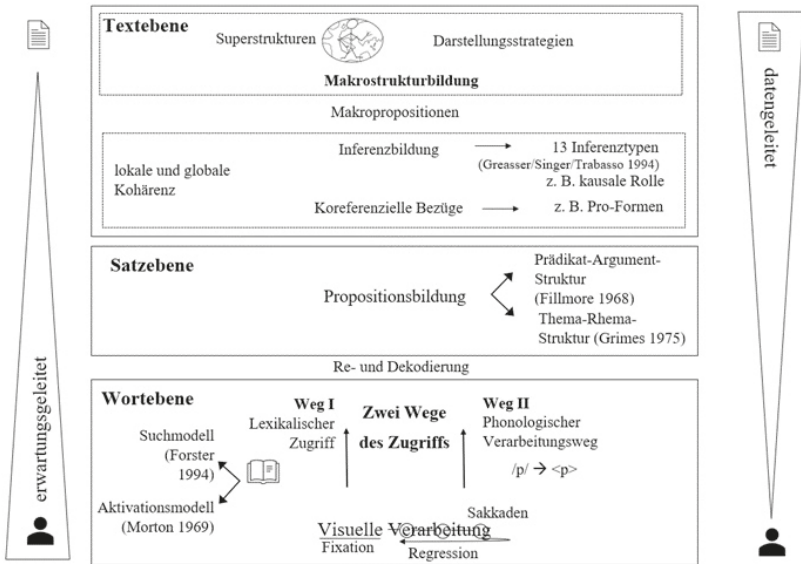 Textebene
Superstrukturen
Darstellungsstrategien
Makrostrukturbildung
Makropropositionen
lokale und globale
Kohärenz
Inferenzbildung
13 Inferenztypen
(Greasser/Singer/Trabasso 1994)
z. B. kausale Rolle
Koreferenzielle Bezüge
z. B. Pro-Formen
Satzebene
Propositionsbildung
Prädikat-Argument-
Struktur
(Fillmore 1968)
Thema-Rhema-
Struktur (Grimes 1975)
Re- und Dekodierung
Wortebene
Suchmodell
(Forster
1994)
Aktivationsmodell
(Morton 1969)
Weg I
Lexikalischer
Zugriff
Zwei Wege
des Zugriffs
Weg II
Phonologischer
Verarbeitungsweg
/p/ → <p>
Sakkaden
Visuelle Verarbeitung
Fixation
Regression
erwartungsgeleitet
datengeleitet